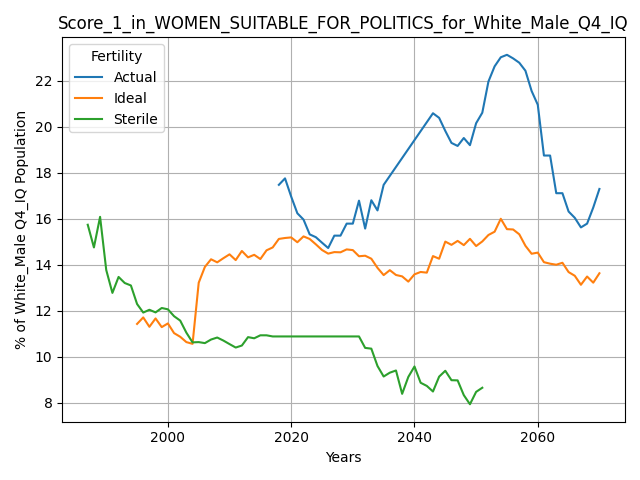 Score_1_in_WOMEN_SUITABLE_FOR_POLITICS_for_White_Male_Q4_IQ
Fertility
Actual
Ideal
Sterile
% of White_Male Q4_IQ Population
22
20
18
16
14
12
10
8
2000 2020 2040 2060
Years